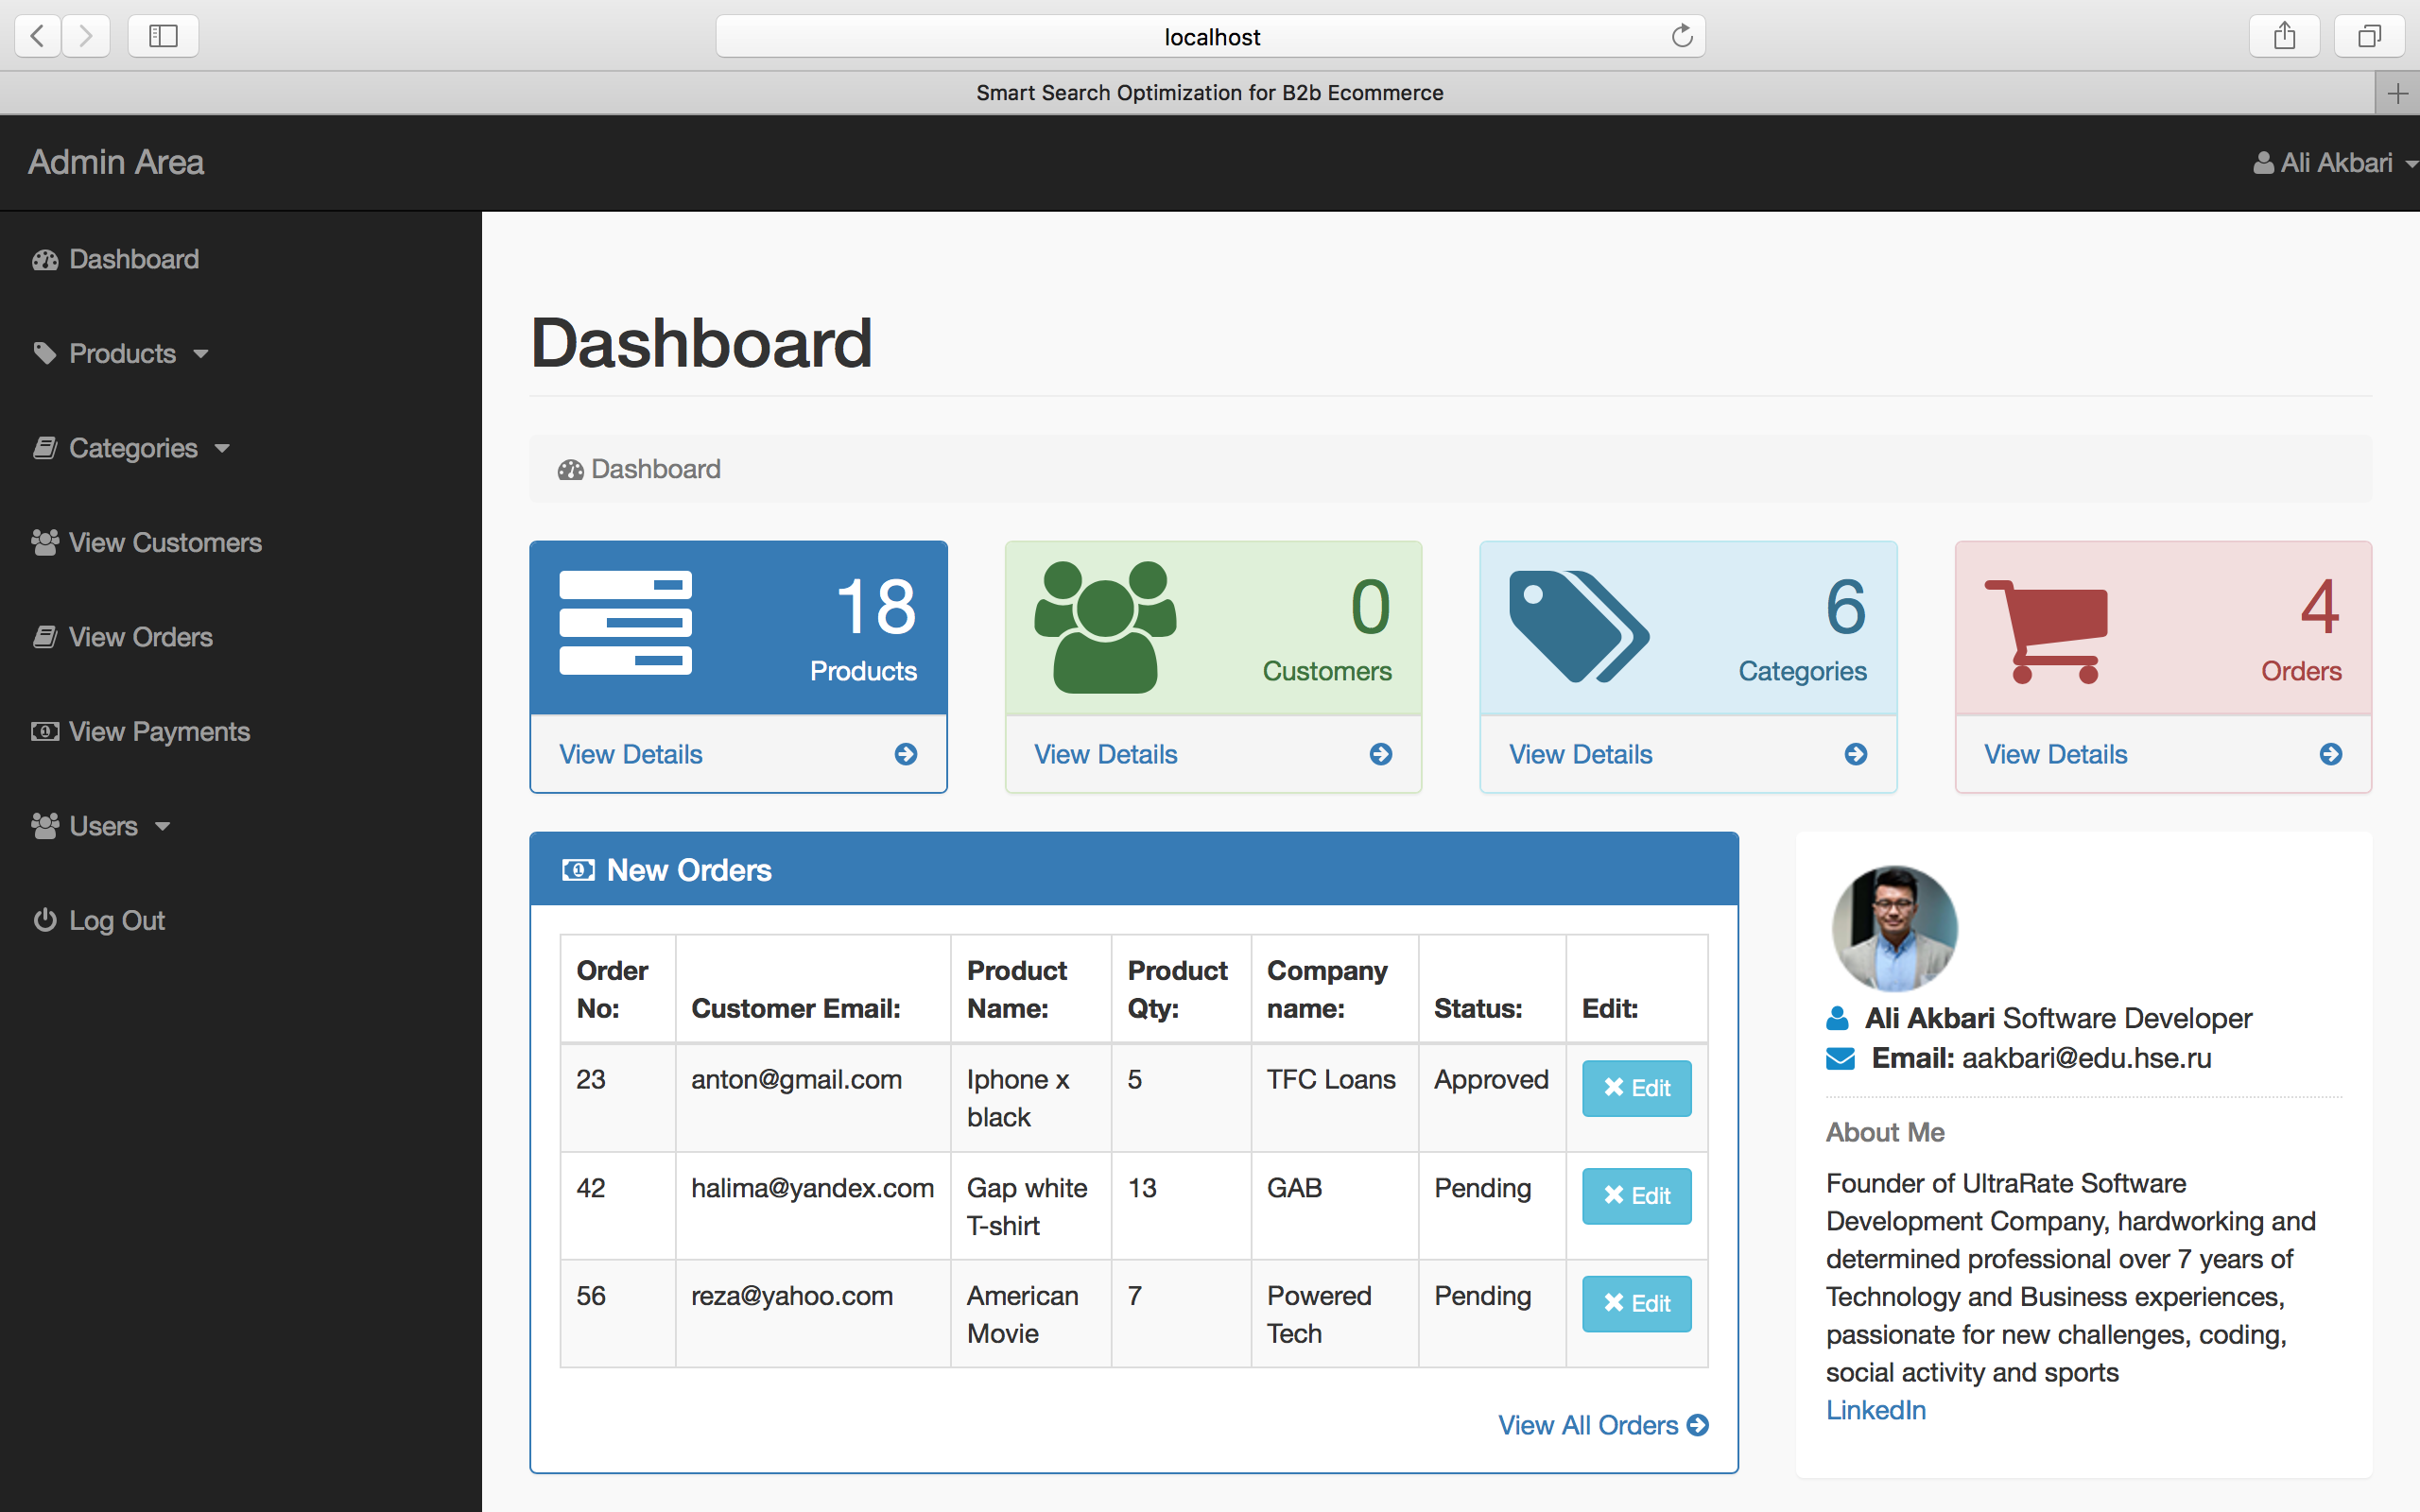 localhost
Smart Search Optimization for B2b Ecommerce
Admin Area
Ali Akbari
Dashboard
Products
Categories
View Customers
View Orders
View Payments
Users
Log Out
Dashboard
Dashboard
18
Products
View Details
0
Customers
View Details
6
Categories
View Details
4
Orders
View Details
New Orders
Order No: Customer Email: Product Name: Product Qty: Company name: Status: Edit:
23 anton@gmail.com Iphone x black 5 TFC Loans Approved Edit
42 halima@yandex.com Gap white T-shirt 13 GAB Pending Edit
56 reza@yahoo.com American Movie 7 Powered Tech Pending Edit
View All Orders
Ali Akbari Software Developer
Email: aakbari@edu.hse.ru
About Me
Founder of UltraRate Software
Development Company, hardworking and
determined professional over 7 years of
Technology and Business experiences,
passionate for new challenges, coding,
social activity and sports
LinkedIn